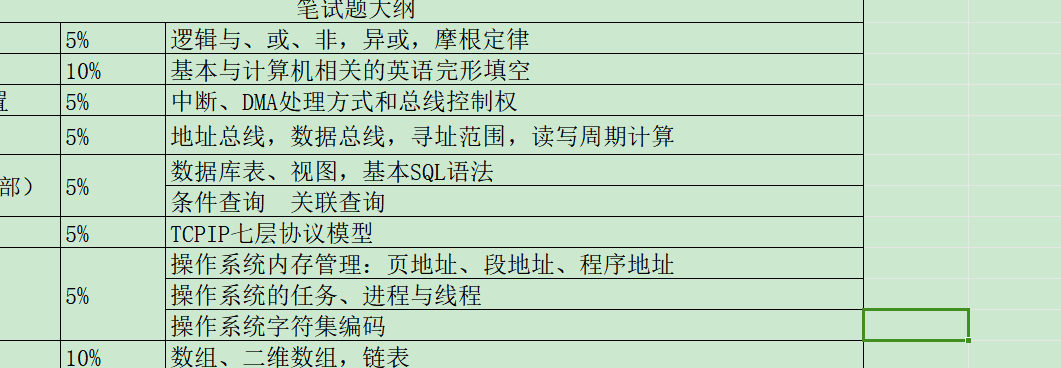 笔试题大纲
5% 逻辑与、或、非，异或，摩根定律
10% 基本与计算机相关的英语完形填空
置 5% 中断、DMA处理方式和总线控制权
5% 地址总线，数据总线，寻址范围，读写周期计算
部） 5% 数据库表、视图，基本SQL语法
条件查询 关联查询
5% TCPIP七层协议模型
5% 操作系统内存管理：页地址、段地址、程序地址
操作系统的任务、进程与线程
操作系统字符集编码
10% 数组、二维数组，链表